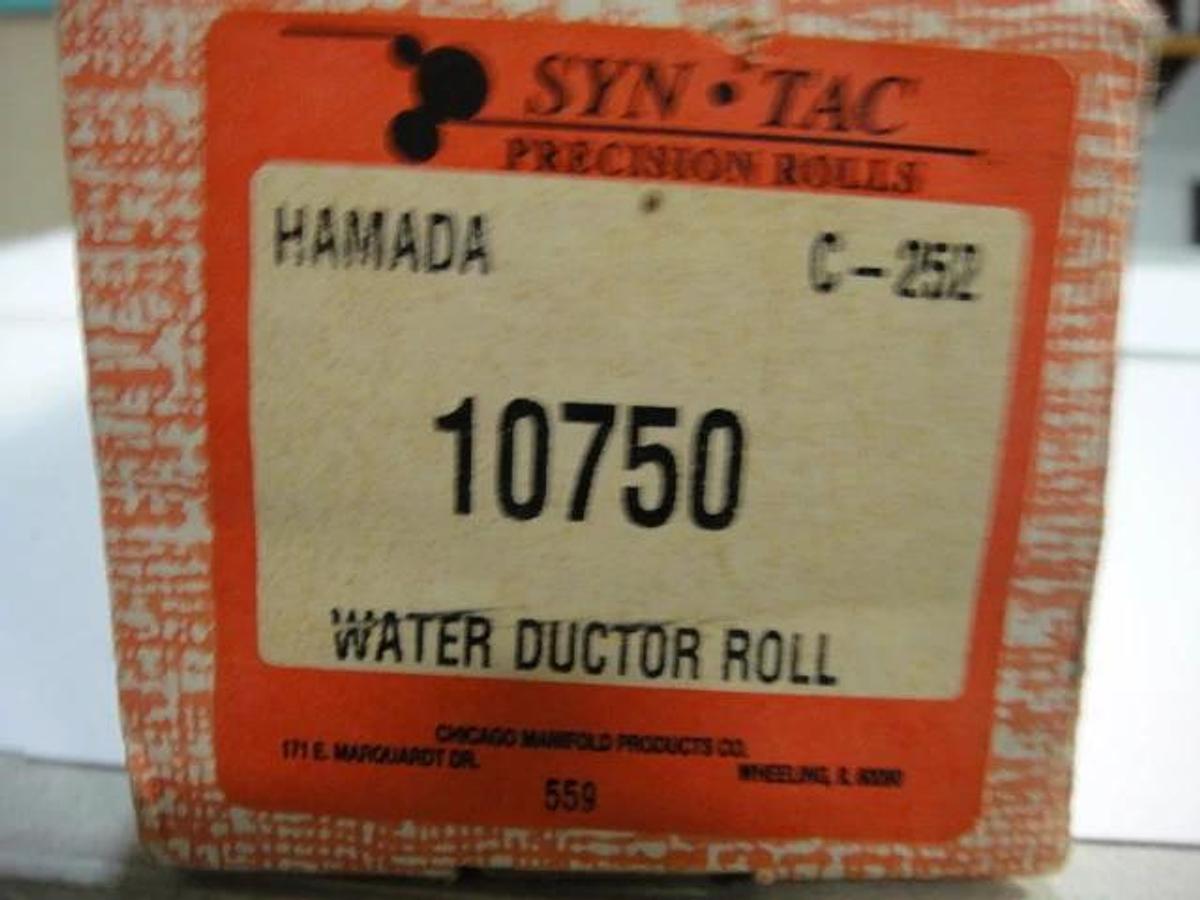 SYN • TAC
PRECISION ROLLS
HAMADA C-252
10750
WATER DUCTOR ROLL
CHICAGO MANIFOLD PRODUCTS CO.
171 E. MARQUARDT DR. WHEELING, IL 60090
559